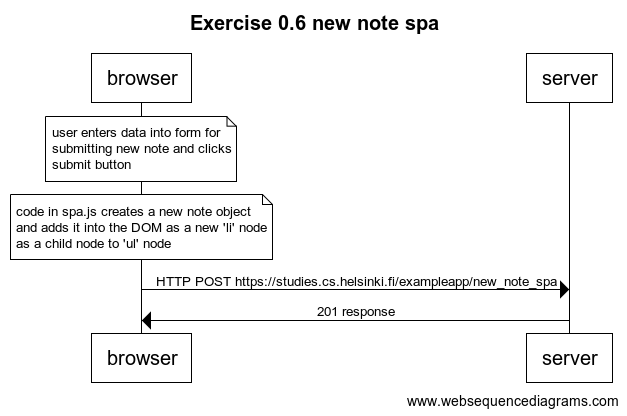 Exercise 0.6 new note spa
browser
server
user enters data into form for
submitting new note and clicks
submit button
code in spa.js creates a new note object
and adds it into the DOM as a new 'li' node
as a child node to 'ul' node
HTTP POST https://studies.cs.helsinki.fi/exampleapp/new_note_spa
201 response
browser
server
www.websequencediagrams.com